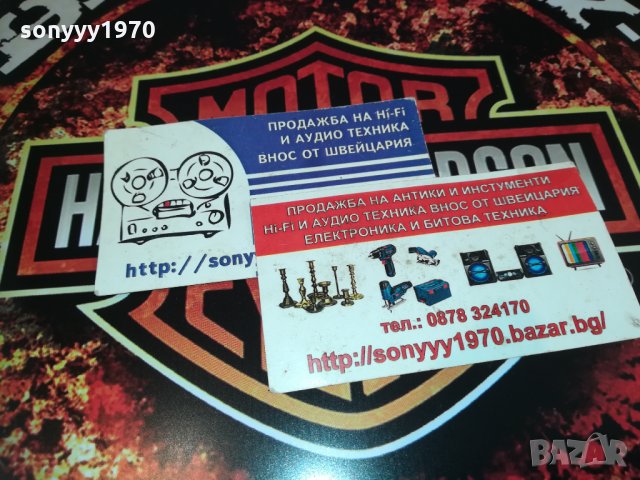 sonyyy1970
MOTOR
HA
DSON
ПРОДАЖБА НА Hi-Fi
И АУДИО ТЕХНИКА
ВНОС ОТ ШВЕЙЦАРИЯ
http://sony
ПРОДАЖБА НА АНТИКИ И ИНСТУМЕНТИ
Hi-Fi И АУДИО ТЕХНИКА ВНОС ОТ ШВЕЙЦАРИЯ
ЕЛЕКТРОНИКА И БИТОВА ТЕХНИКА
тел.: 0878 324170
http://sonyyy1970.bazar.bg/
BAZAR